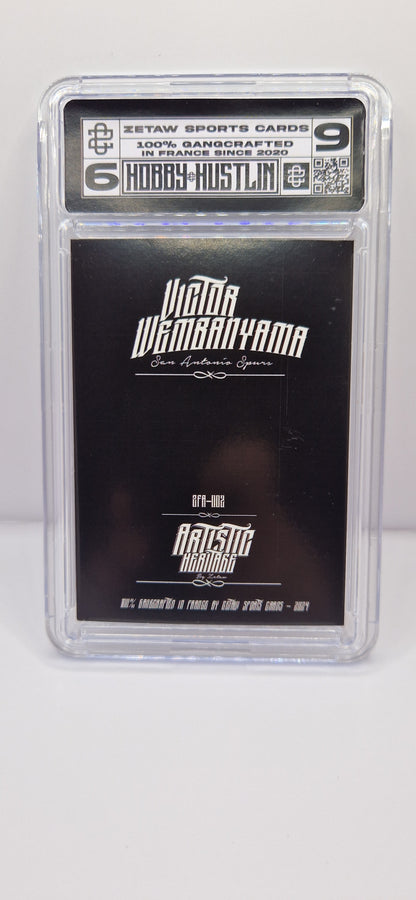 ZETAW SPORTS CARDS
100% GANGCRAFTED
IN FRANCE SINCE 2020
9
6
HOBBY HUSTLIN
VICTOR
WEMBANYAMA
San Antonio Spurs
ZFA-002
ARTISTIC
HERITAGE
By Zetaw
100% GANGCRAFTED IN FRANCE BY ZETAW SPORTS CARDS - 2024